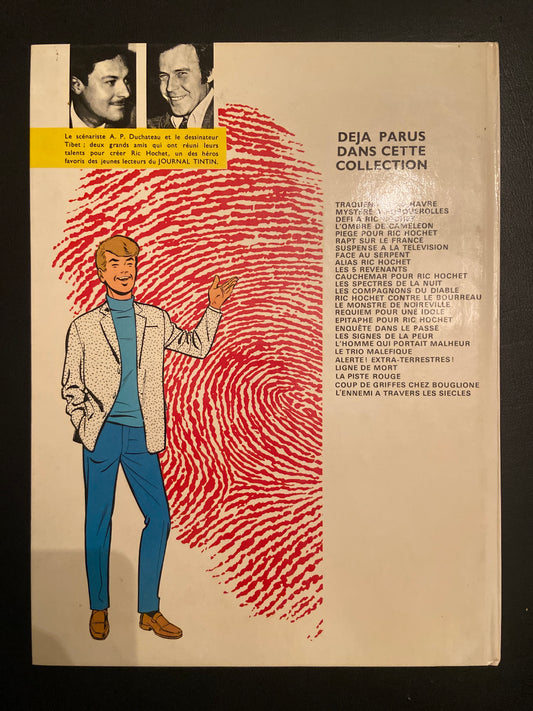 Le scénariste A. P. Duchateau et le dessinateur
Tibet ; deux grands amis qui ont réuni leurs
talents pour créer Ric Hochet, un des héros
favoris des jeunes lecteurs du JOURNAL TINTIN.
DEJA PARUS
DANS CETTE
COLLECTION
HAVRE
MYSTERE A PORQUEROLLES
DEFI A RIC HOCHET
L'OMBRE DE CAMELEON
PIEGE POUR RIC HOCHET
RAPT SUR LE FRANCE
SUSPENSE A LA TELEVISION
FACE AU SERPENT
ALIAS RIC HOCHET
LES 5 REVENANTS
CAUCHEMAR POUR RIC HOCHET
LES SPECTRES DE LA NUIT
LES COMPAGNONS DU DIABLE
RIC HOCHET CONTRE LE BOURREAU
LE MONSTRE DE NOIREVILLE
REQUIEM POUR UNE IDOLE
EPITAPHE POUR RIC HOCHET
ENQUÊTE DANS LE PASSE
LES SIGNES DE LA PEUR
L'HOMME QUI PORTAIT MALHEUR
LE TRIO MALEFIQUE
ALERTE! EXTRA-TERRESTRES!
LIGNE DE MORT
LA PISTE ROUGE
COUP DE GRIFFES CHEZ BOUGLIONE
L'ENNEMI A TRAVERS LES SIECLES